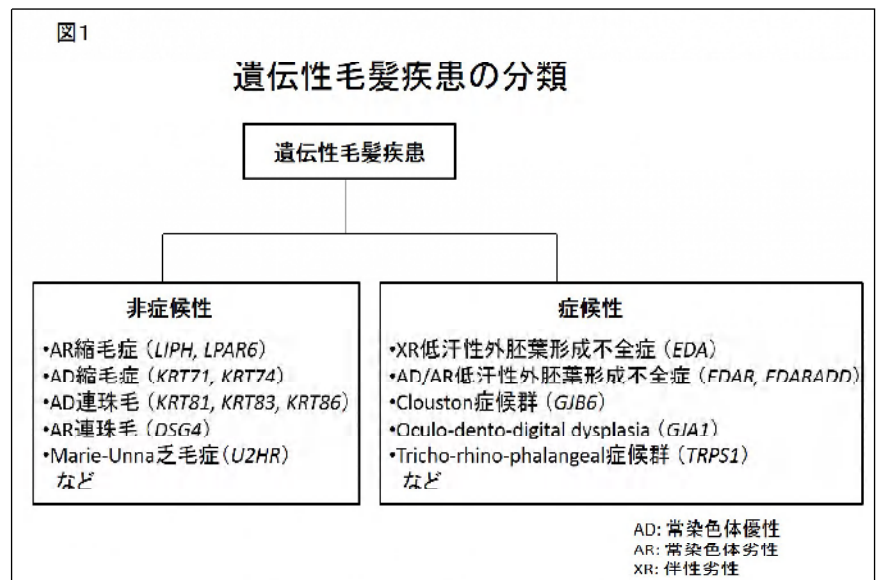 図1
遺伝性毛髪疾患の分類
遺伝性毛髪疾患
非症候性
•AR縮毛症（LIPH, LPAR6）
•AD縮毛症（KRT71, KRT74）
•AD連珠毛（KRT81, KRT83, KRT86）
•AR連珠毛（DSG4）
•Marie-Unna乏毛症（U2HR）
など
症候性
•XR低汗性外胚葉形成不全症（EDA）
•AD/AR低汗性外胚葉形成不全症（EDAR, EDARADD）
•Clouston症候群（GJB6）
•Oculo-dento-digital dysplasia（GJA1）
•Tricho-rhino-phalangeal症候群（TRPS1）
など
AD: 常染色体優性
AR: 常染色体劣性
XR: 伴性劣性